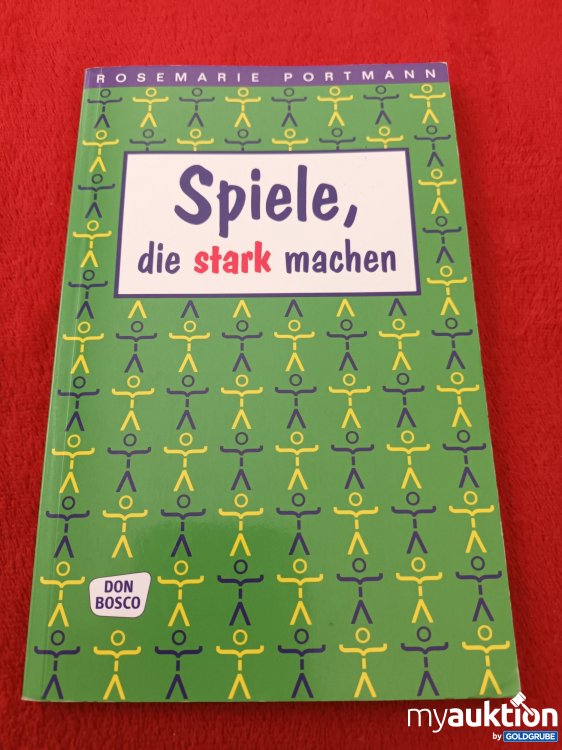 ROSEMARIE PORTMANN
Spiele,
die stark machen
DON
BOSCO
myauktion
by GOLDGRUBE